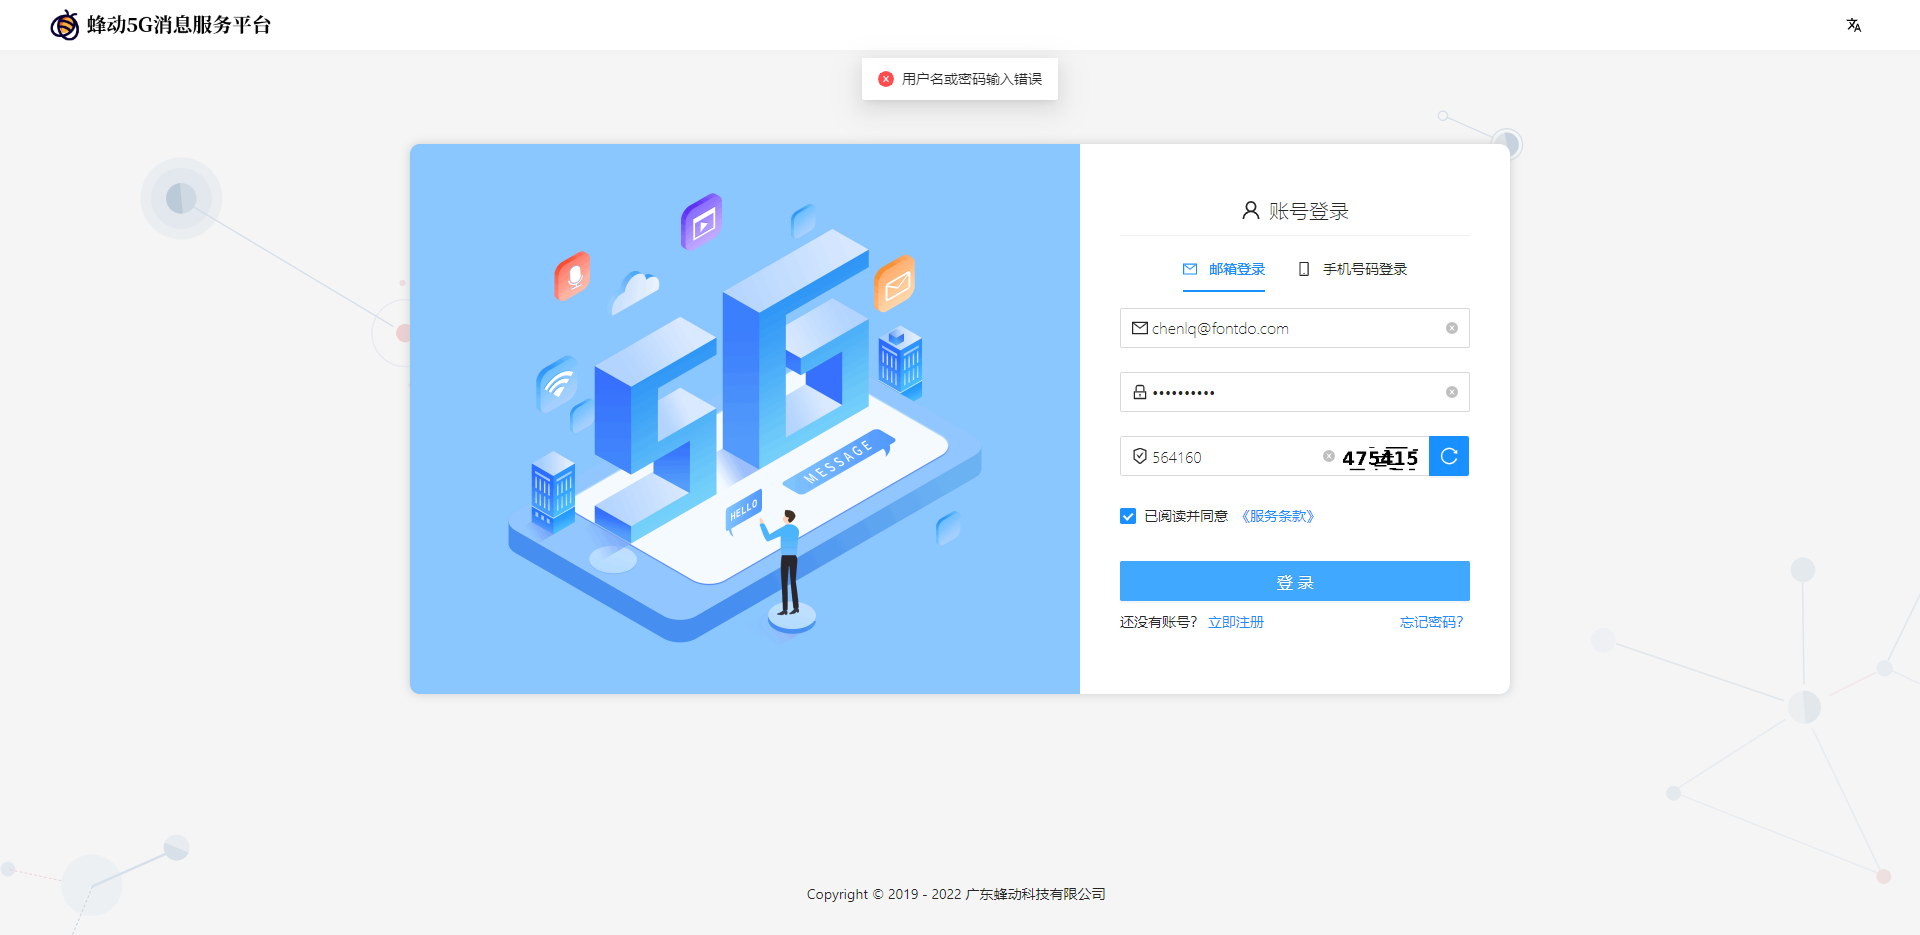 蜂动5G消息服务平台
用户名或密码输入错误
账号登录
邮箱登录 手机号码登录
chenlq@fontdo.com
••••••••••
564160 475415
已阅读并同意 《服务条款》
登 录
还没有账号? 立即注册 忘记密码?
MESSAGE
HELLO
Copyright © 2019 - 2022 广东蜂动科技有限公司